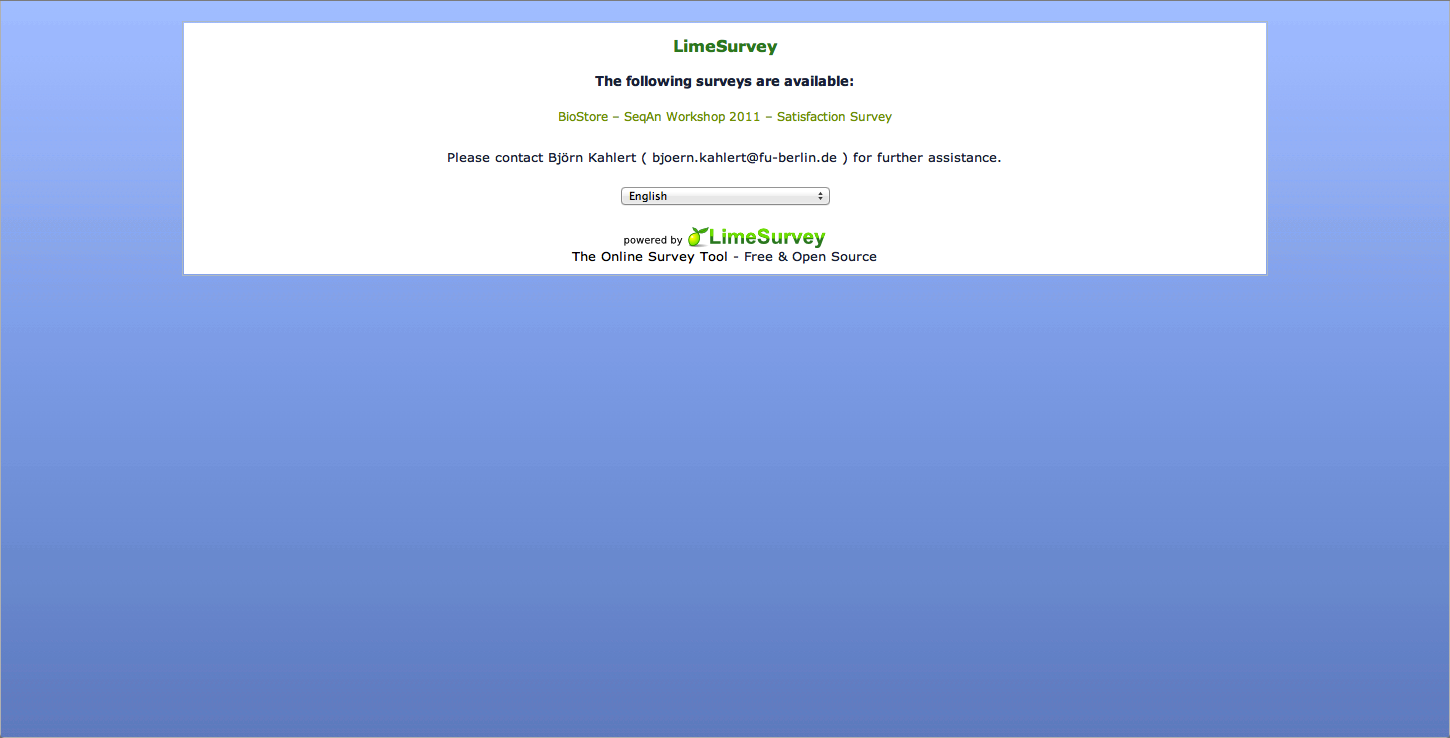 LimeSurvey
The following surveys are available:
BioStore – SeqAn Workshop 2011 – Satisfaction Survey
Please contact Björn Kahlert ( bjoern.kahlert@fu-berlin.de ) for further assistance.
English
powered by LimeSurvey
The Online Survey Tool - Free & Open Source